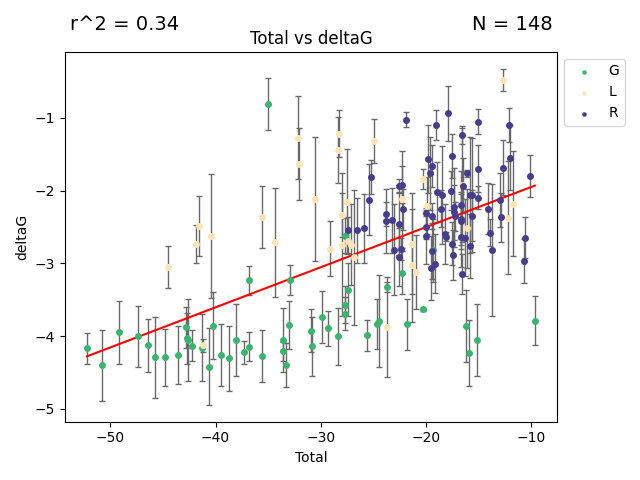 r^2 = 0.34
N = 148
Total vs deltaG
G
L
R
deltaG
−1
−2
−3
−4
−5
−50
−40
−30
−20
−10
Total